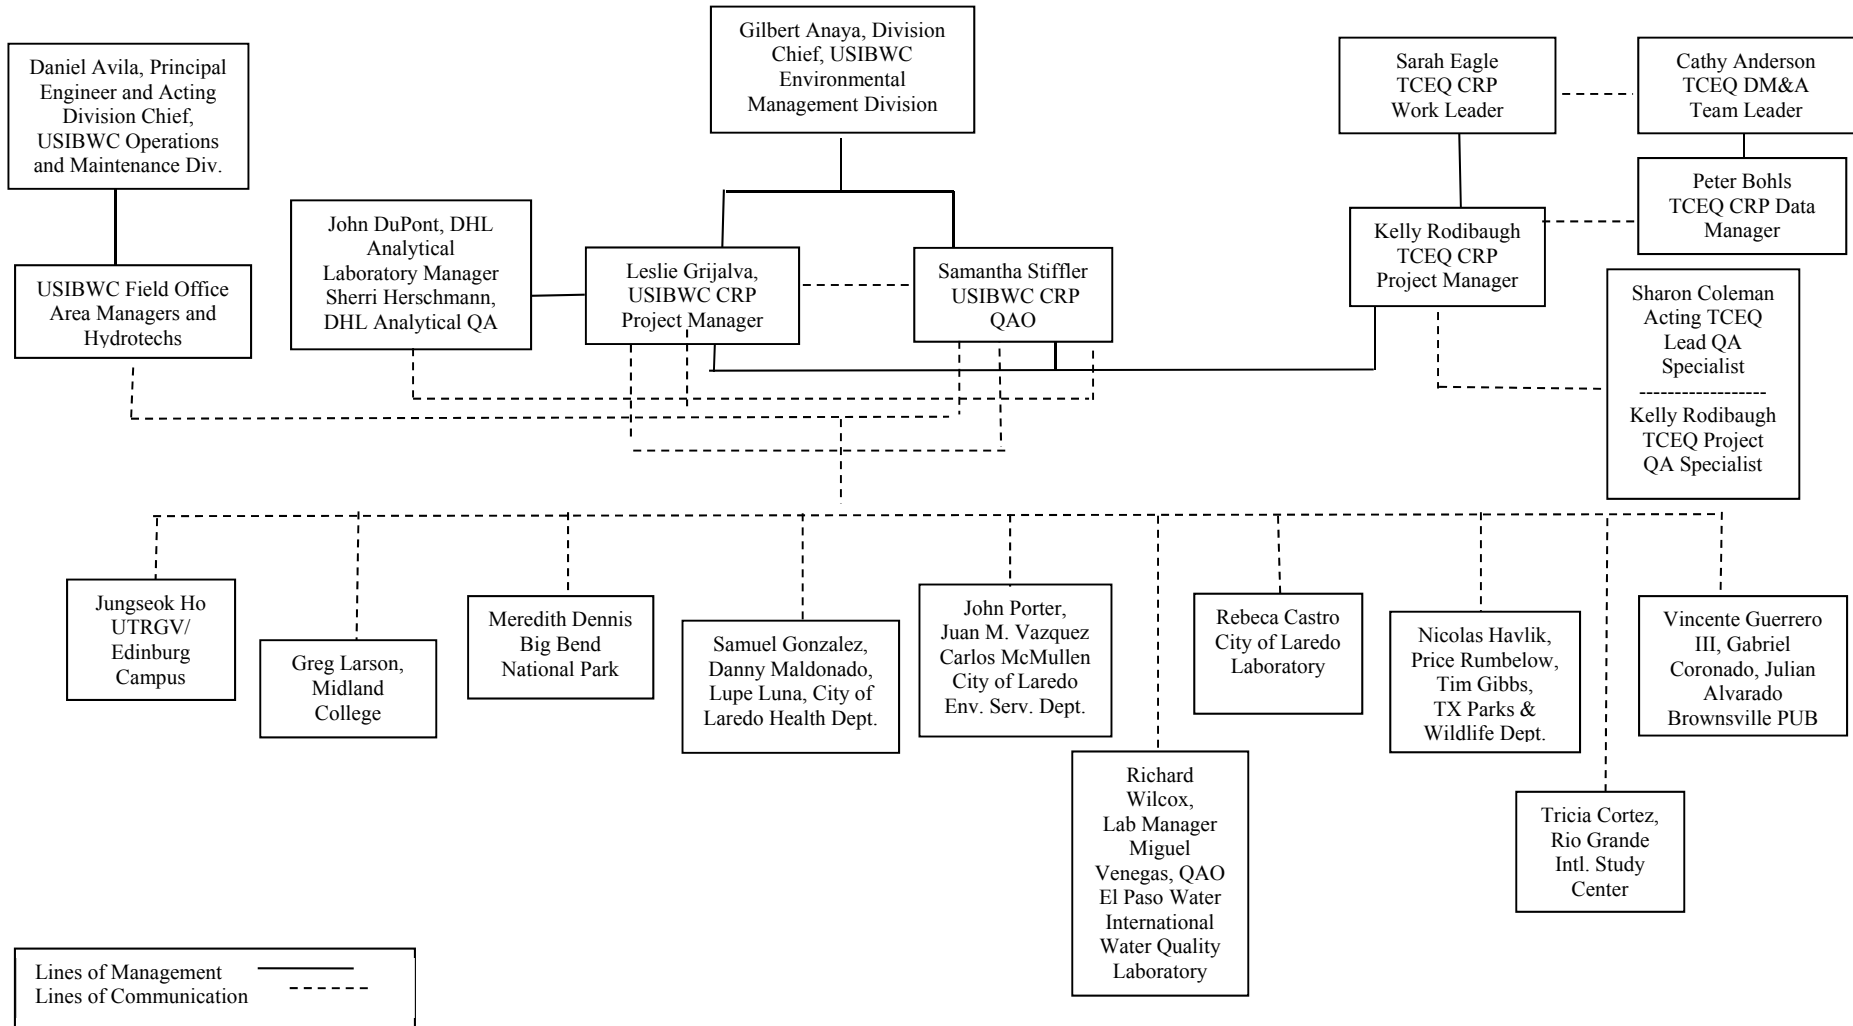 Daniel Avila, Principal
Engineer and Acting
Division Chief,
USIBWC Operations
and Maintenance Div.
Gilbert Anaya, Division
Chief, USIBWC
Environmental
Management Division
Sarah Eagle
TCEQ CRP
Work Leader
Cathy Anderson
TCEQ DM&A
Team Leader
Peter Bohls
TCEQ CRP Data
Manager
John DuPont, DHL
Analytical
Laboratory Manager
Sherri Herschmann,
DHL Analytical QA
Leslie Grijalva,
USIBWC CRP
Project Manager
Samantha Stiffler
USIBWC CRP
QAO
Kelly Rodibaugh
TCEQ CRP
Project Manager
USIBWC Field Office
Area Managers and
Hydrotechs
Sharon Coleman
Acting TCEQ
Lead QA
Specialist
-------------------
Kelly Rodibaugh
TCEQ Project
QA Specialist
Jungseok Ho
UTRGV/
Edinburg
Campus
Greg Larson,
Midland
College
Meredith Dennis
Big Bend
National Park
Samuel Gonzalez,
Danny Maldonado,
Lupe Luna, City of
Laredo Health Dept.
John Porter,
Juan M. Vazquez
Carlos McMullen
City of Laredo
Env. Serv. Dept.
Richard
Wilcox,
Lab Manager
Miguel
Venegas, QAO
El Paso Water
International
Water Quality
Laboratory
Rebeca Castro
City of Laredo
Laboratory
Nicolas Havlik,
Price Rumbelow,
Tim Gibbs,
TX Parks &
Wildlife Dept.
Tricia Cortez,
Rio Grande
Intl. Study
Center
Vincente Guerrero
III, Gabriel
Coronado, Julian
Alvarado
Brownsville PUB
Lines of Management
Lines of Communication